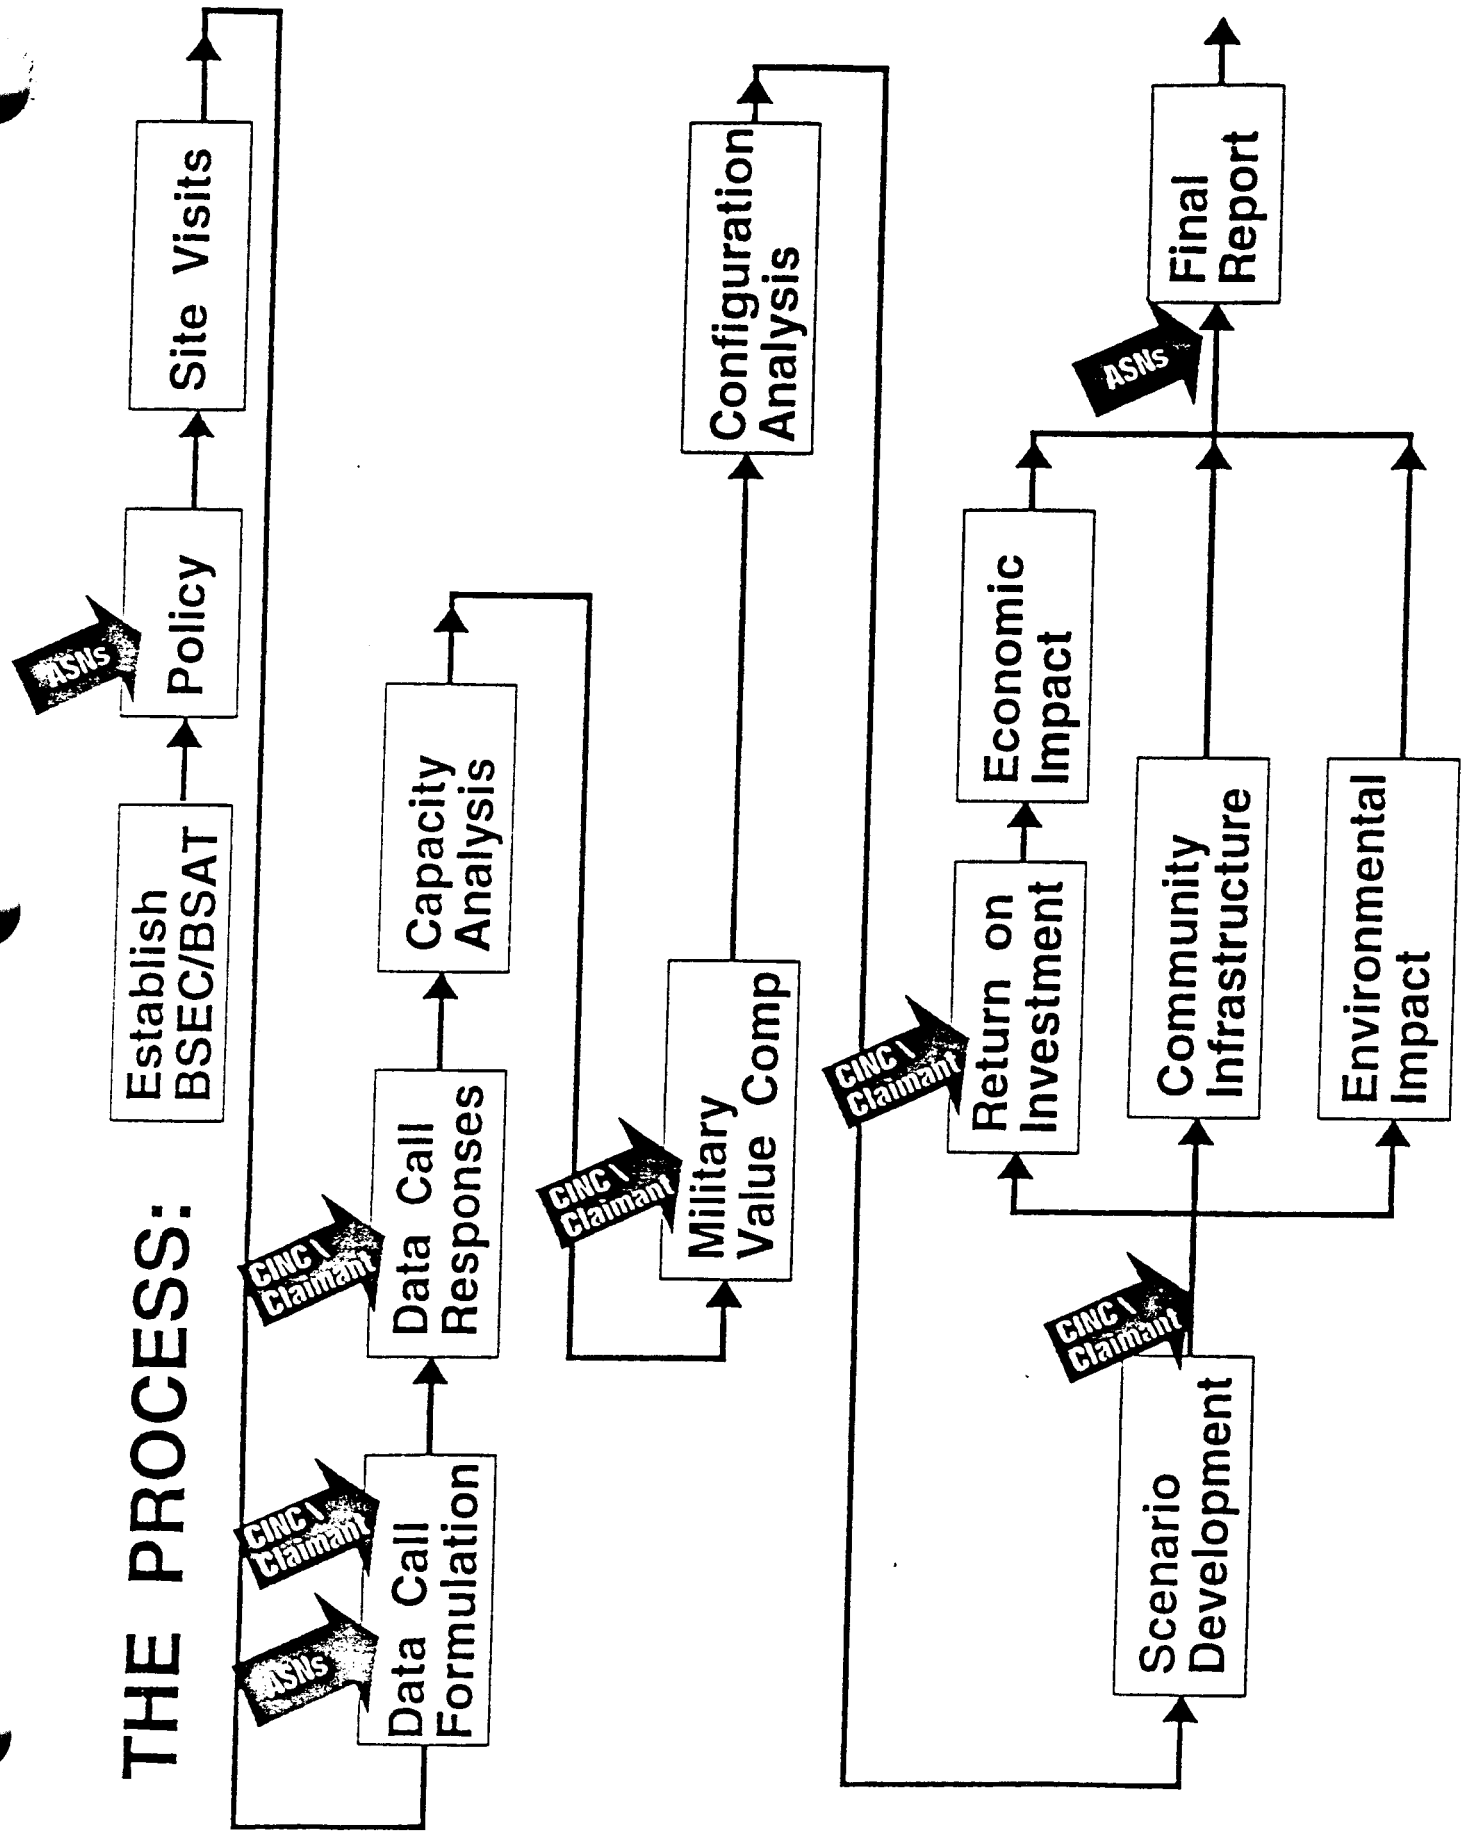 THE PROCESS:
Establish
BSEC/BSAT
ASNs
Policy
Site Visits
ASNs
CINC \
Claimant
Data Call
Formulation
CINC \
Claimant
Data Call
Responses
Capacity
Analysis
CINC \
Claimant
Military
Value Comp
Configuration
Analysis
Scenario
Development
CINC \
Claimant
CINC \
Claimant
Return on
Investment
Economic
Impact
Community
Infrastructure
Environmental
Impact
ASNs
Final
Report